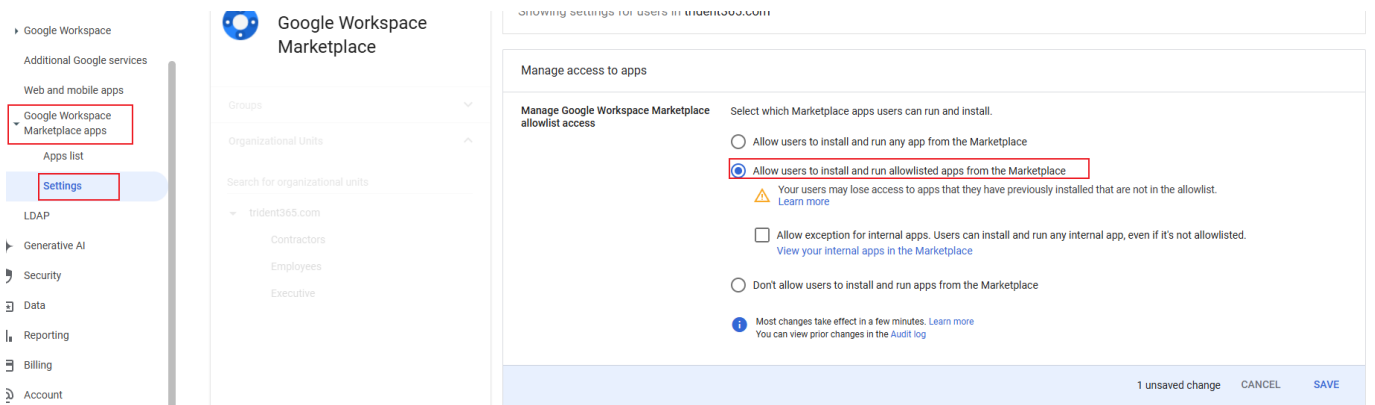 Google Workspace
Additional Google services
Web and mobile apps
Google Workspace
Marketplace apps
Apps list
Settings
LDAP
Generative AI
Security
Data
Reporting
Billing
Account
Google Workspace
Marketplace
Groups
Organizational Units
Search for organizational units
trident365.com
Contractors
Employees
Executive
Showing settings for users in trident365.com
Manage access to apps
Manage Google Workspace Marketplace
allowlist access
Select which Marketplace apps users can run and install.
Allow users to install and run any app from the Marketplace
Allow users to install and run allowlisted apps from the Marketplace
Your users may lose access to apps that they have previously installed that are not in the allowlist.
Learn more
Allow exception for internal apps. Users can install and run any internal app, even if it's not allowlisted.
View your internal apps in the Marketplace
Don't allow users to install and run apps from the Marketplace
Most changes take effect in a few minutes. Learn more
You can view prior changes in the Audit log
1 unsaved change CANCEL SAVE